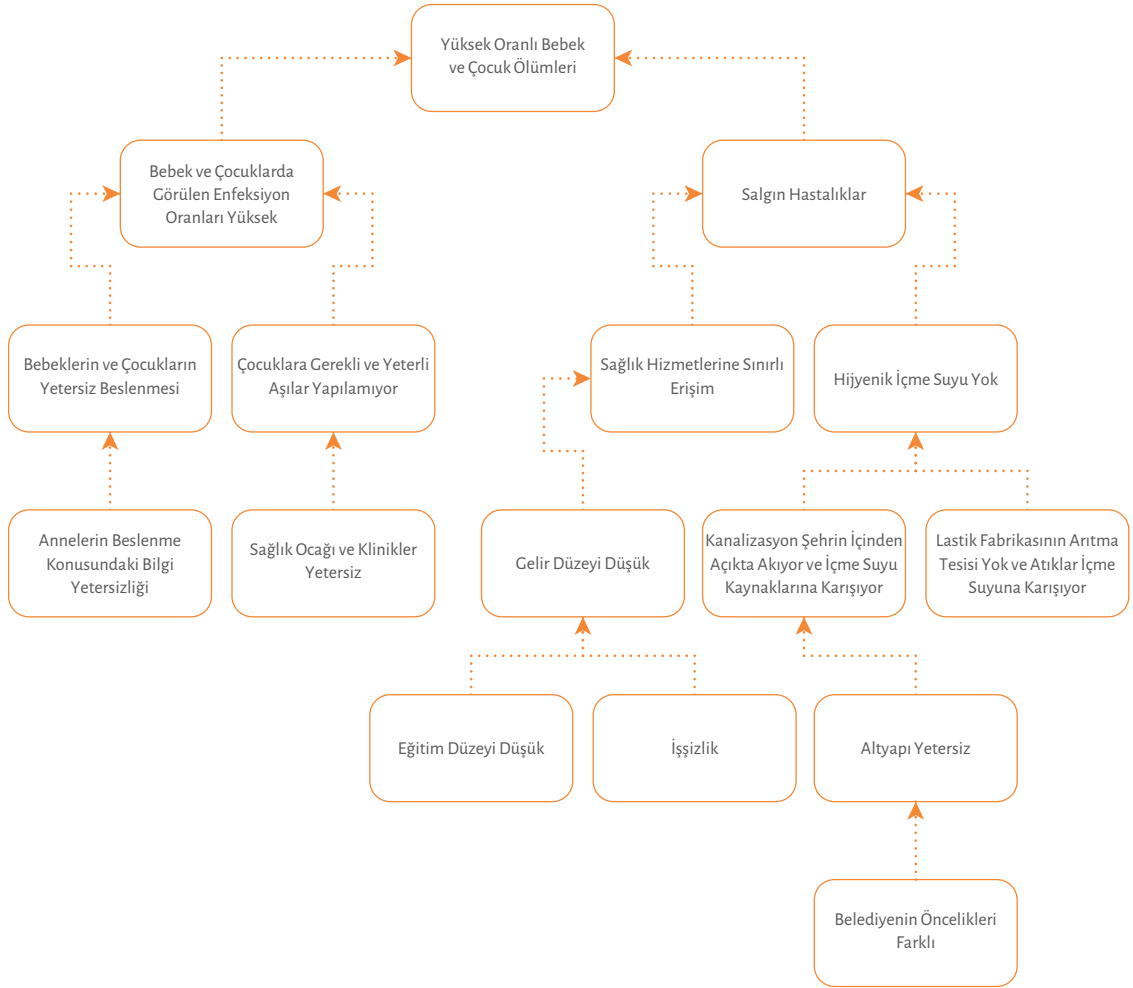 Yüksek Oranlı Bebek
ve Çocuk Ölümleri
Bebek ve Çocuklarda
Görülen Enfeksiyon
Oranları Yüksek
Salgın Hastalıklar
Bebeklerin ve Çocukların
Yetersiz Beslenmesi
Çocuklara Gerekli ve Yeterli
Aşılar Yapılamıyor
Sağlık Hizmetlerine Sınırlı
Erişim
Hijyenik İçme Suyu Yok
Annelerin Beslenme
Konusundaki Bilgi
Yetersizliği
Sağlık Ocağı ve Klinikler
Yetersiz
Gelir Düzeyi Düşük
Kanalizasyon Şehrin İçinden
Açıkta Akıyor ve İçme Suyu
Kaynaklarına Karışıyor
Lastik Fabrikasının Arıtma
Tesisi Yok ve Atıklar İçme
Suyuna Karışıyor
Eğitim Düzeyi Düşük
İşsizlik
Altyapı Yetersiz
Belediyenin Öncelikleri
Farklı